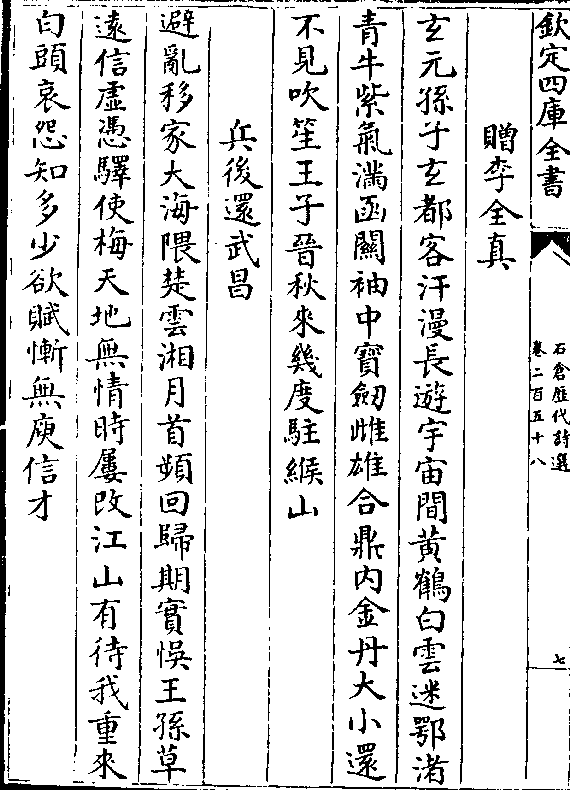 欽定四庫全書
石倉歷代詩選
卷二百五十八
七
贈李全真
玄元孫子玄都客汗漫長遊宇宙間黄鶴白雲迷鄂渚
青牛紫氣滿函關袖中寳劔雌雄合鼎内金丹大小還
不見吹笙王子晉秋來幾度駐緱山
兵後還武昌
避亂移家大海隈楚雲湘月首頻回歸期實悞王孫草
遠信虚憑驛使梅天地無情時屢改江山有待我重來
白頭哀怨知多少欲賦慚無庾信才